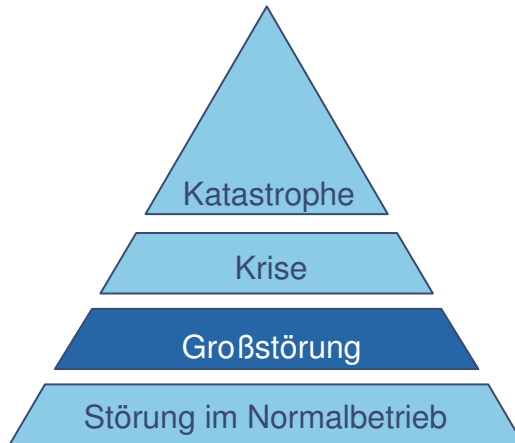 Katastrophe
Krise
Großstörung
Störung im Normalbetrieb